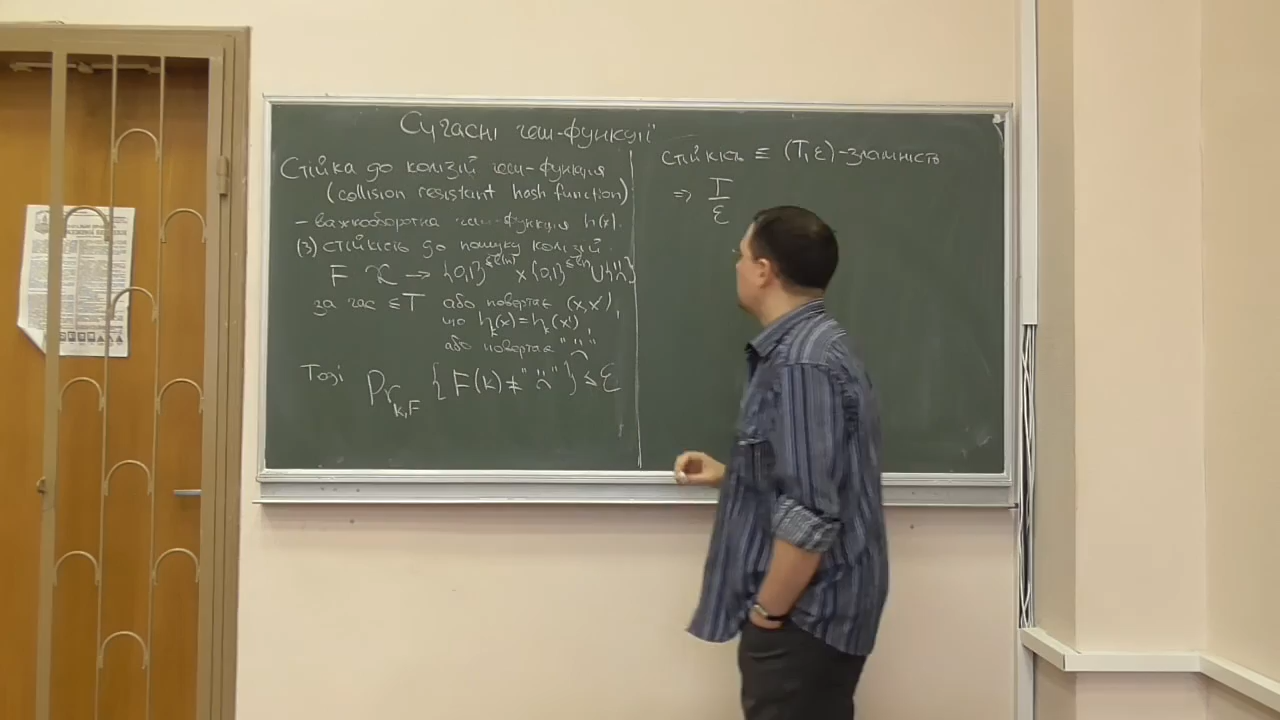 Сучасні геш-функції
Стійка до колізій геш-функція
(collision resistant hash function)
– важкооборотна геш-функція h(x).
(3) стійкість до пошуку колізій.
F: K → {0,1}^{≤ℓ(n)} × {0,1}^{≤ℓ(n)} ∪ {"☹"}
за час ≤ T або повертає (x, x'),
що h_k(x) = h_k(x')
або повертає "☹"
Тоді Pr_{k,F} {F(k) ≠ "☹"} ≤ ε
стійкість ≡ (T, ε)-зламність
⇒ T/ε